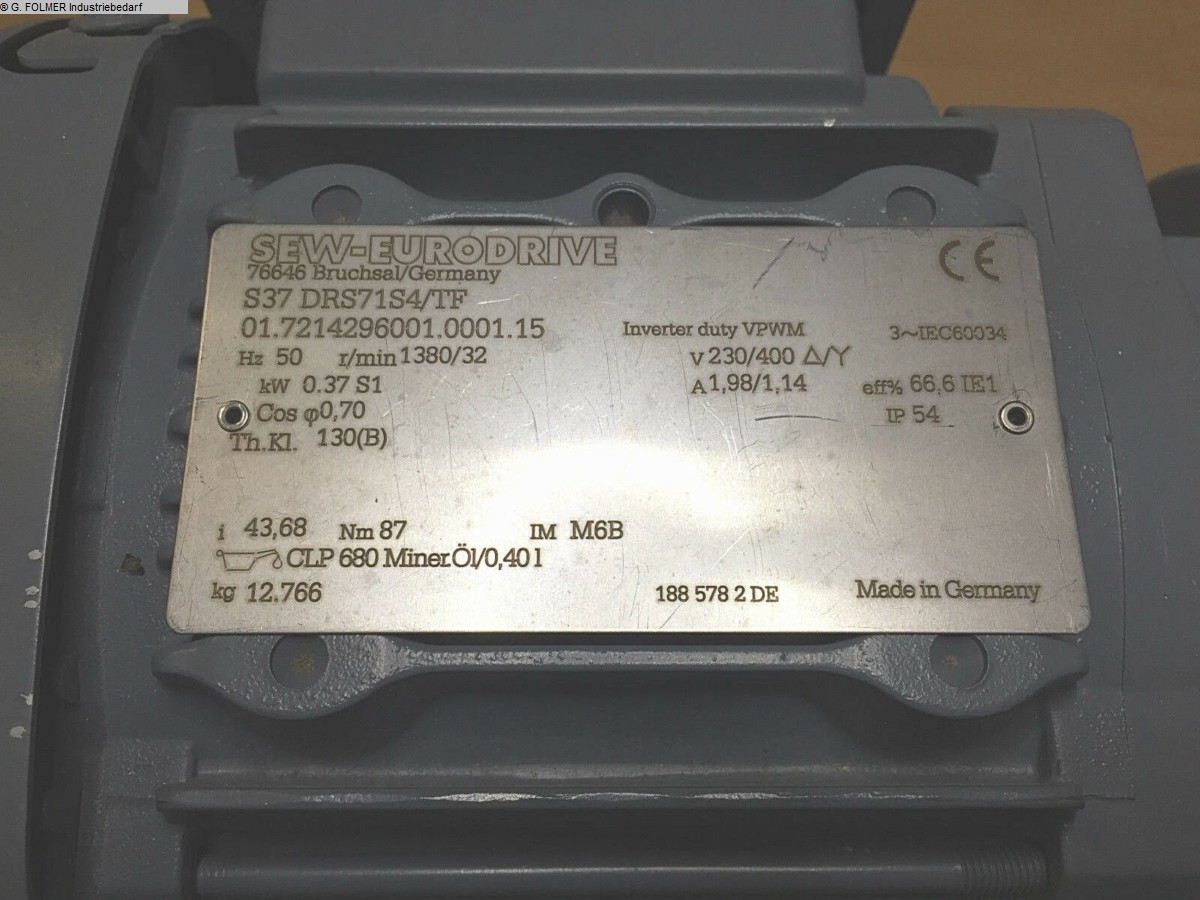 © G. FOLMER Industriebedarf
SEW-EURODRIVE
76646 Bruchsal/Germany
CE
S37 DRS71S4/TF
01.7214296001.0001.15 Inverter duty VPWM 3~IEC60034
Hz 50 r/min 1380/32 V 230/400 Δ/Y
kW 0.37 S1 A 1,98/1,14 eff% 66,6 IE1
Cos φ 0,70 IP 54
Th.Kl. 130(B)
i 43,68 Nm 87 IM M6B
CLP 680 Miner.Öl/0,40 l
kg 12.766 188 578 2 DE Made in Germany